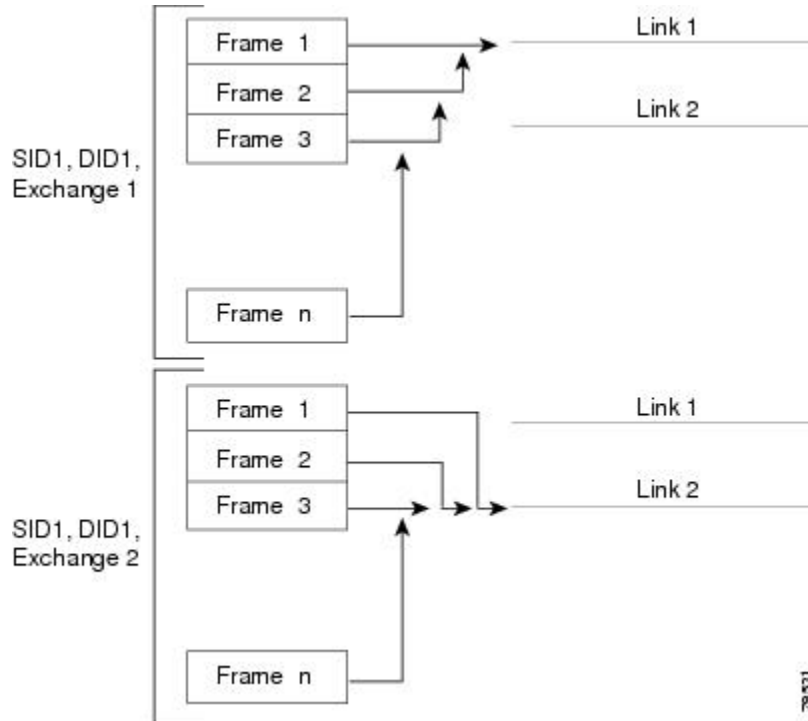 Frame 1
Frame 2
Frame 3
SID1, DID1,
Exchange 1
Frame n
Link 1
Link 2
Frame 1
Frame 2
Frame 3
SID1, DID1,
Exchange 2
Frame n
Link 1
Link 2